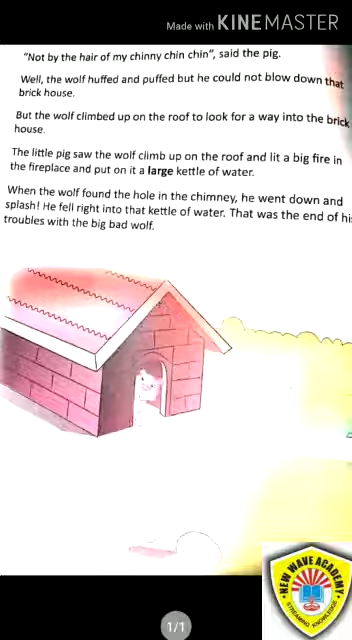 Made with KINEMASTER
"Not by the hair of my chinny chin chin", said the pig.
Well, the wolf huffed and puffed but he could not blow down that
brick house.
But the wolf climbed up on the roof to look for a way into the brick
house.
The little pig saw the wolf climb up on the roof and lit a big fire in
the fireplace and put on it a large kettle of water.
When the wolf found the hole in the chimney, he went down and
splash! He fell right into that kettle of water. That was the end of his
troubles with the big bad wolf.
NEW WAVE ACADEMY
STREAMING KNOWLEDGE
1/1